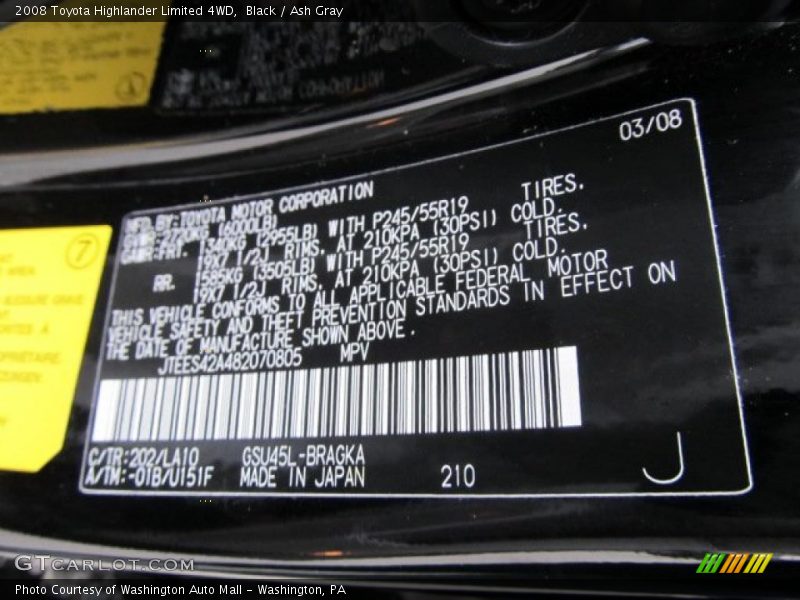 2008 Toyota Highlander Limited 4WD, Black / Ash Gray
03/08
MFD.BY:TOYOTA MOTOR CORPORATION
GVWR:2720KG (6000LB)
GAWR:FRT. 1340KG (2955LB) WITH P245/55R19 TIRES.
19X7 1/2J RIMS, AT 210KPA (30PSI) COLD.
RR. 1585KG (3505LB) WITH P245/55R19 TIRES.
19X7 1/2J RIMS, AT 210KPA (30PSI) COLD.
THIS VEHICLE CONFORMS TO ALL APPLICABLE FEDERAL MOTOR
VEHICLE SAFETY AND THEFT PREVENTION STANDARDS IN EFFECT ON
THE DATE OF MANUFACTURE SHOWN ABOVE.
JTEES42A482070805 MPV
C/TR:202/LA10 GSU45L-BRAGKA
A/TM:-01B/U151F MADE IN JAPAN 210
J
7
GTCARLOT.COM
Photo Courtesy of Washington Auto Mall - Washington, PA